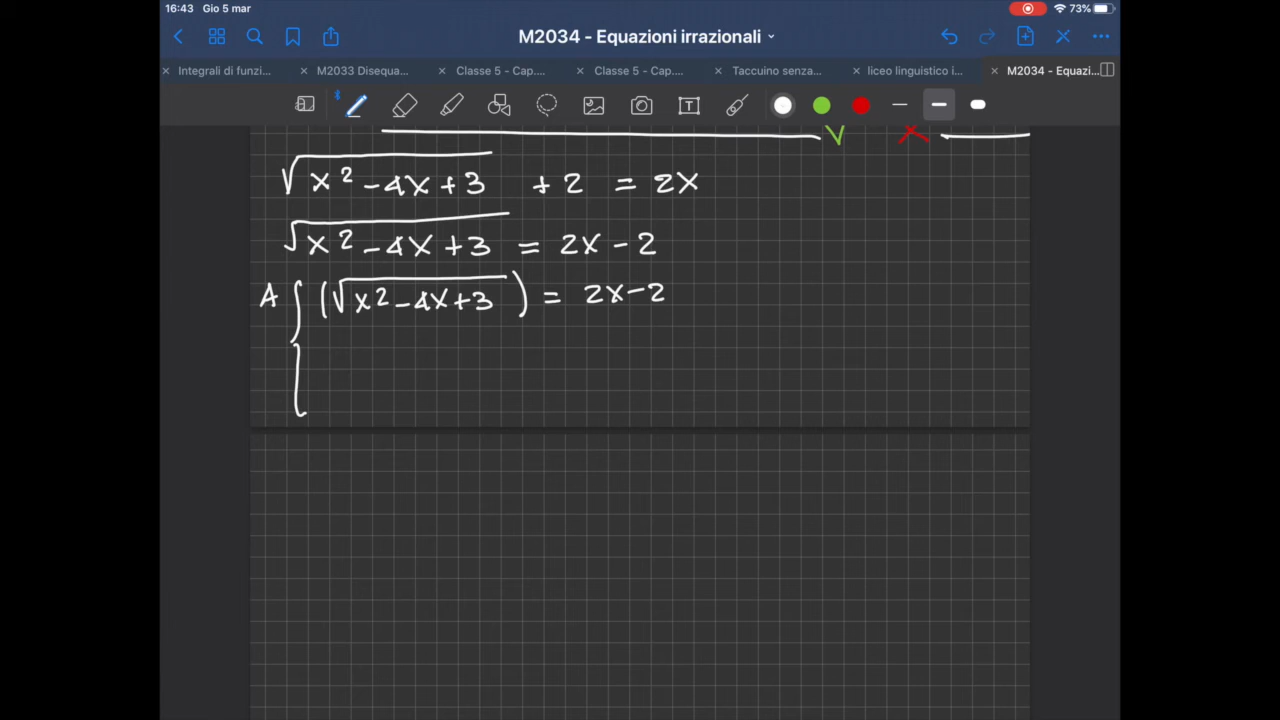 16:43 Gio 5 mar 73%
M2034 - Equazioni irrazionali
Integrali di funzi... M2033 Disequa... Classe 5 - Cap.... Classe 5 - Cap.... Taccuino senza... liceo linguistico i... M2034 - Equazi...
√(x² - 4x + 3) + 2 = 2x
√(x² - 4x + 3) = 2x - 2
A { (√(x² - 4x + 3)) = 2x - 2